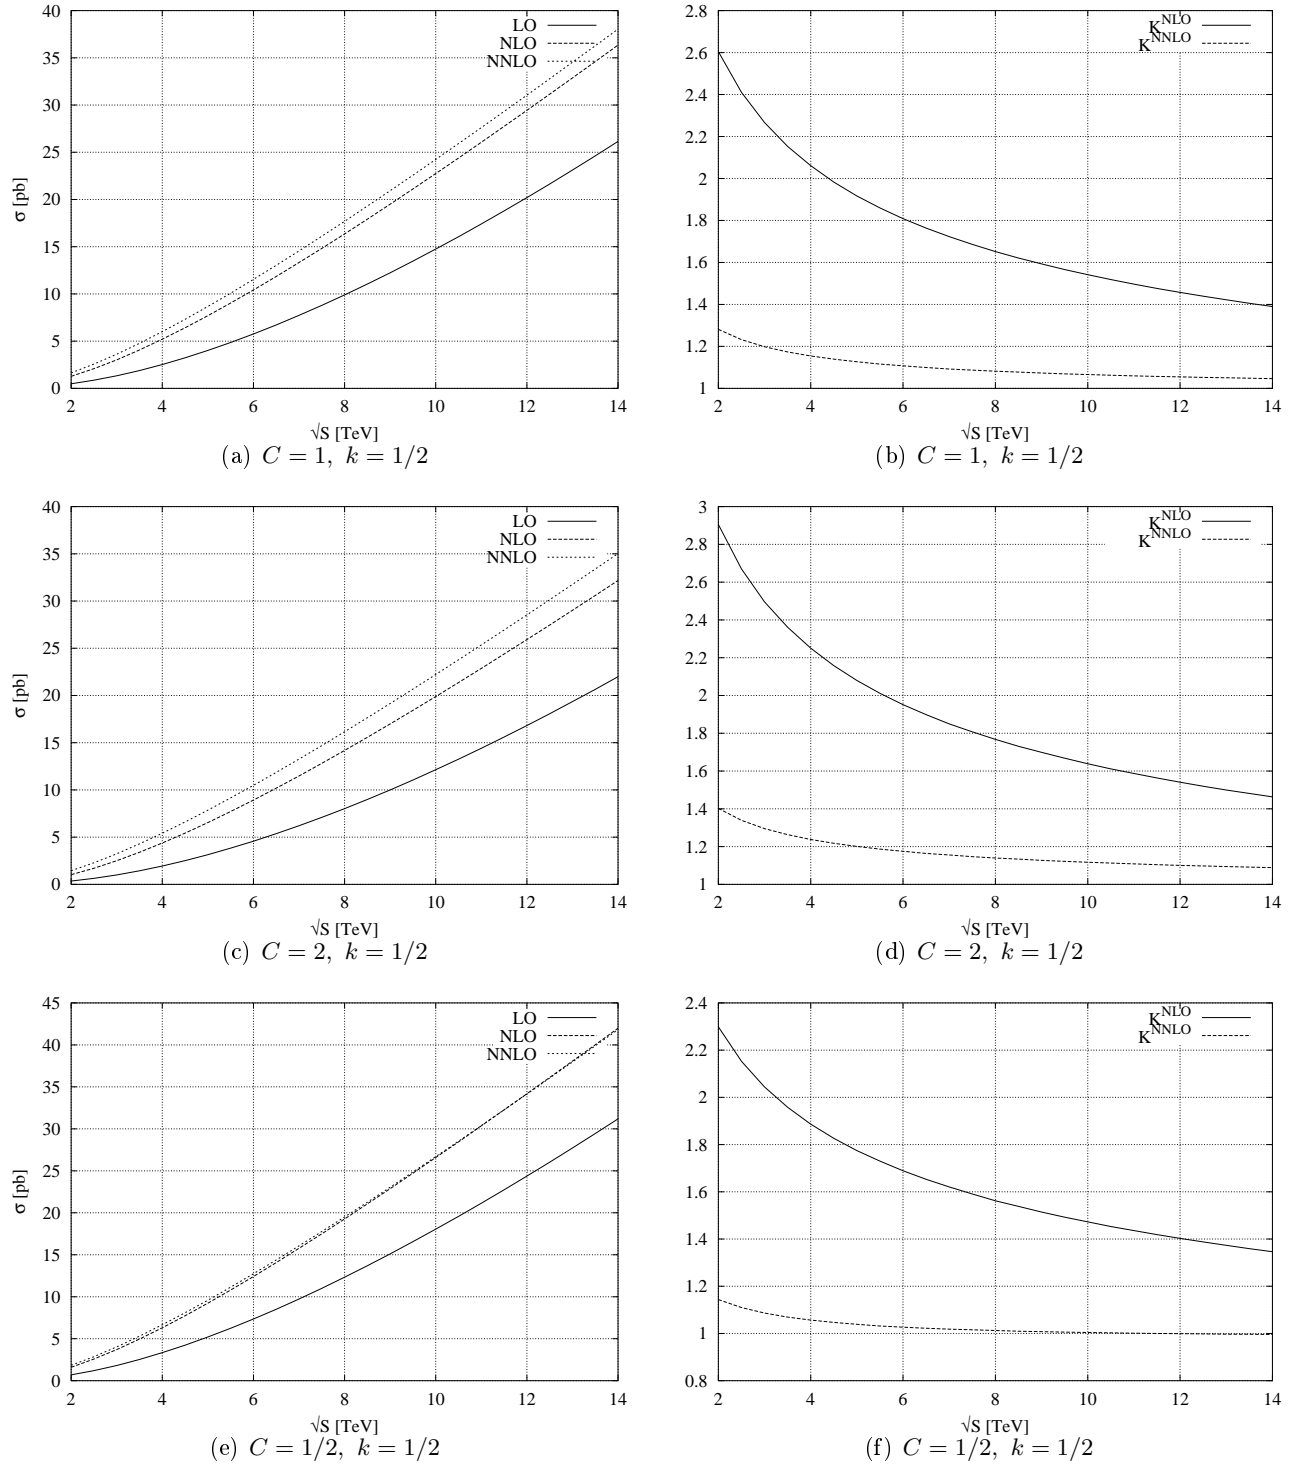 40
35
30
25
20
15
10
5
0
σ [pb]
LO
NLO
NNLO
2 4 6 8 10 12 14
√S [TeV]
(a) C = 1, k = 1/2
2.8
2.6
2.4
2.2
2
1.8
1.6
1.4
1.2
1
K^NLO
K^NNLO
2 4 6 8 10 12 14
√S [TeV]
(b) C = 1, k = 1/2
40
35
30
25
20
15
10
5
0
σ [pb]
LO
NLO
NNLO
2 4 6 8 10 12 14
√S [TeV]
(c) C = 2, k = 1/2
3
2.8
2.6
2.4
2.2
2
1.8
1.6
1.4
1.2
1
K^NLO
K^NNLO
2 4 6 8 10 12 14
√S [TeV]
(d) C = 2, k = 1/2
45
40
35
30
25
20
15
10
5
0
σ [pb]
LO
NLO
NNLO
2 4 6 8 10 12 14
√S [TeV]
(e) C = 1/2, k = 1/2
2.4
2.2
2
1.8
1.6
1.4
1.2
1
0.8
K^NLO
K^NNLO
2 4 6 8 10 12 14
√S [TeV]
(f) C = 1/2, k = 1/2